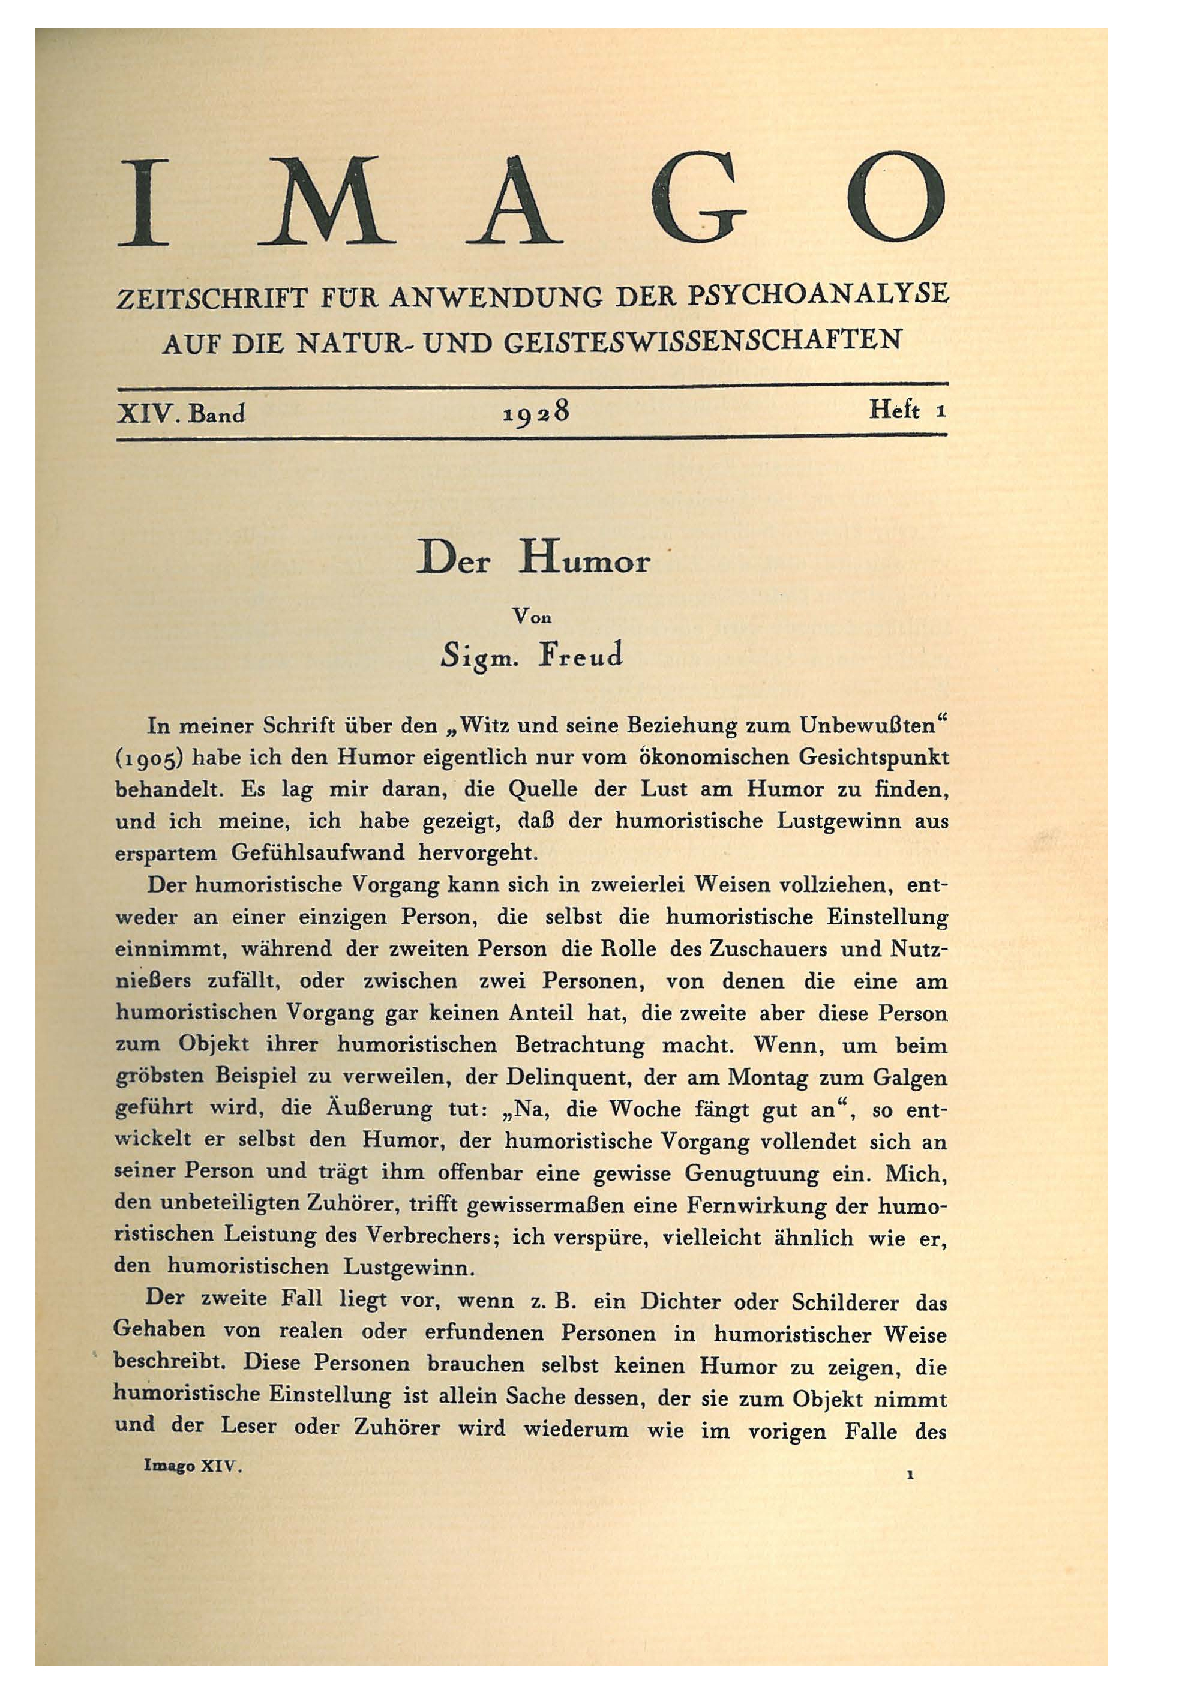 IMAGO
ZEITSCHRIFT FÜR ANWENDUNG DER PSYCHOANALYSE
AUF DIE NATUR- UND GEISTESWISSENSCHAFTEN
XIV. Band 1928 Heft 1
Der Humor
Von
Sigm. Freud
In meiner Schrift über den „Witz und seine Beziehung zum Unbewußten“
(1905) habe ich den Humor eigentlich nur vom ökonomischen Gesichtspunkt
behandelt. Es lag mir daran, die Quelle der Lust am Humor zu finden,
und ich meine, ich habe gezeigt, daß der humoristische Lustgewinn aus
erspartem Gefühlsaufwand hervorgeht.
Der humoristische Vorgang kann sich in zweierlei Weisen vollziehen, ent-
weder an einer einzigen Person, die selbst die humoristische Einstellung
einnimmt, während der zweiten Person die Rolle des Zuschauers und Nutz-
nießers zufällt, oder zwischen zwei Personen, von denen die eine am
humoristischen Vorgang gar keinen Anteil hat, die zweite aber diese Person
zum Objekt ihrer humoristischen Betrachtung macht. Wenn, um beim
gröbsten Beispiel zu verweilen, der Delinquent, der am Montag zum Galgen
geführt wird, die Äußerung tut: „Na, die Woche fängt gut an“, so ent-
wickelt er selbst den Humor, der humoristische Vorgang vollendet sich an
seiner Person und trägt ihm offenbar eine gewisse Genugtuung ein. Mich,
den unbeteiligten Zuhörer, trifft gewissermaßen eine Fernwirkung der humo-
ristischen Leistung des Verbrechers; ich verspüre, vielleicht ähnlich wie er,
den humoristischen Lustgewinn.
Der zweite Fall liegt vor, wenn z. B. ein Dichter oder Schilderer das
Gehaben von realen oder erfundenen Personen in humoristischer Weise
beschreibt. Diese Personen brauchen selbst keinen Humor zu zeigen, die
humoristische Einstellung ist allein Sache dessen, der sie zum Objekt nimmt
und der Leser oder Zuhörer wird wiederum wie im vorigen Falle des
Imago XIV. 1